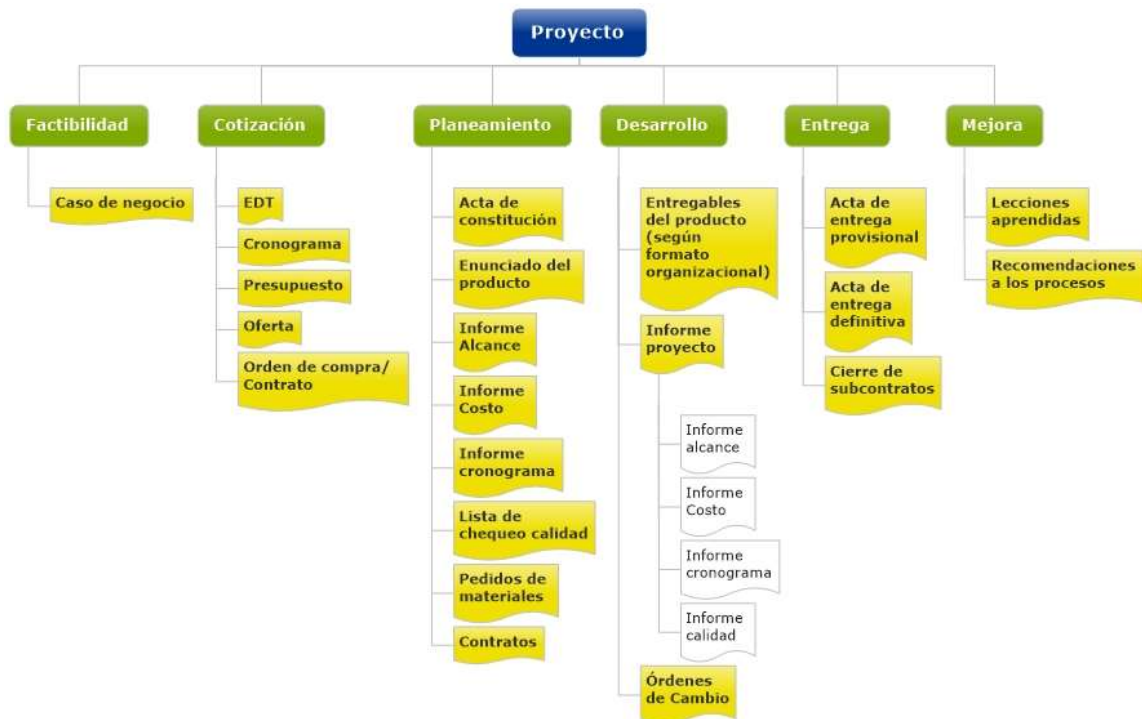 Proyecto
Factibilidad
Caso de negocio
Cotización
EDT
Cronograma
Presupuesto
Oferta
Orden de compra/
Contrato
Planeamiento
Acta de
constitución
Enunciado del
producto
Informe
Alcance
Informe
Costo
Informe
cronograma
Lista de
chequeo calidad
Pedidos de
materiales
Contratos
Desarrollo
Entregables
del producto
(según
formato
organizacional)
Informe
proyecto
Informe
alcance
Informe
Costo
Informe
cronograma
Informe
calidad
Órdenes
de Cambio
Entrega
Acta de
entrega
provisional
Acta de
entrega
definitiva
Cierre de
subcontratos
Mejora
Lecciones
aprendidas
Recomendaciones
a los procesos